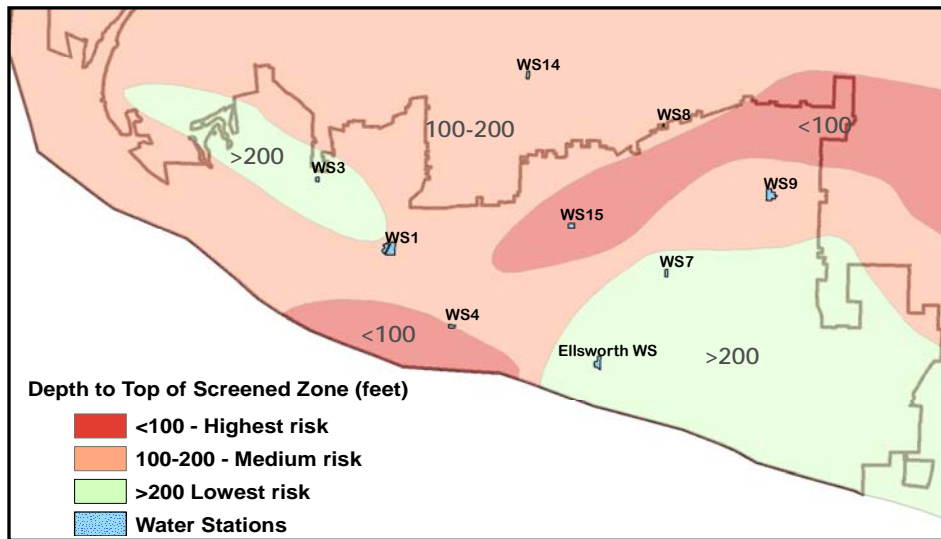 WS14
WS8
<100
100-200
>200
WS3
WS9
WS15
WS1
WS7
WS4
<100
Ellsworth WS
>200
Depth to Top of Screened Zone (feet)
<100 - Highest risk
100-200 - Medium risk
>200 Lowest risk
Water Stations